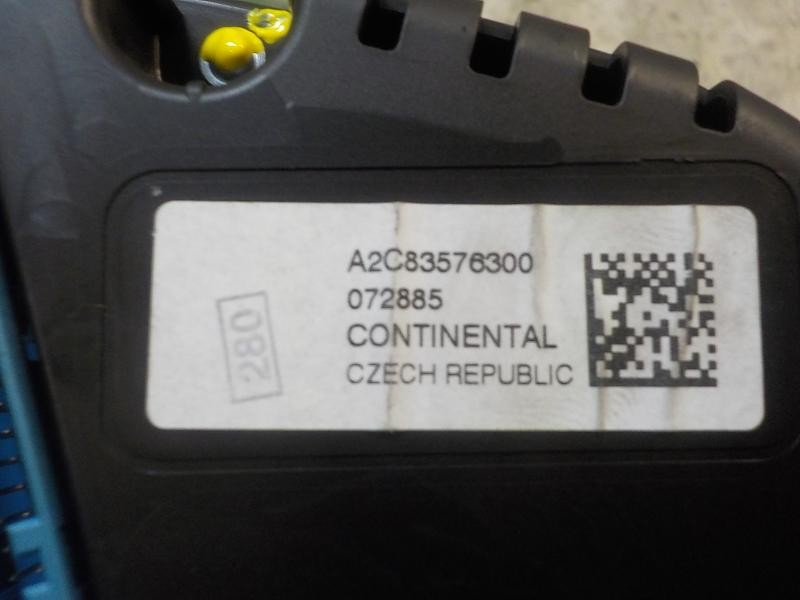 A2C83576300
072885
CONTINENTAL
CZECH REPUBLIC
280